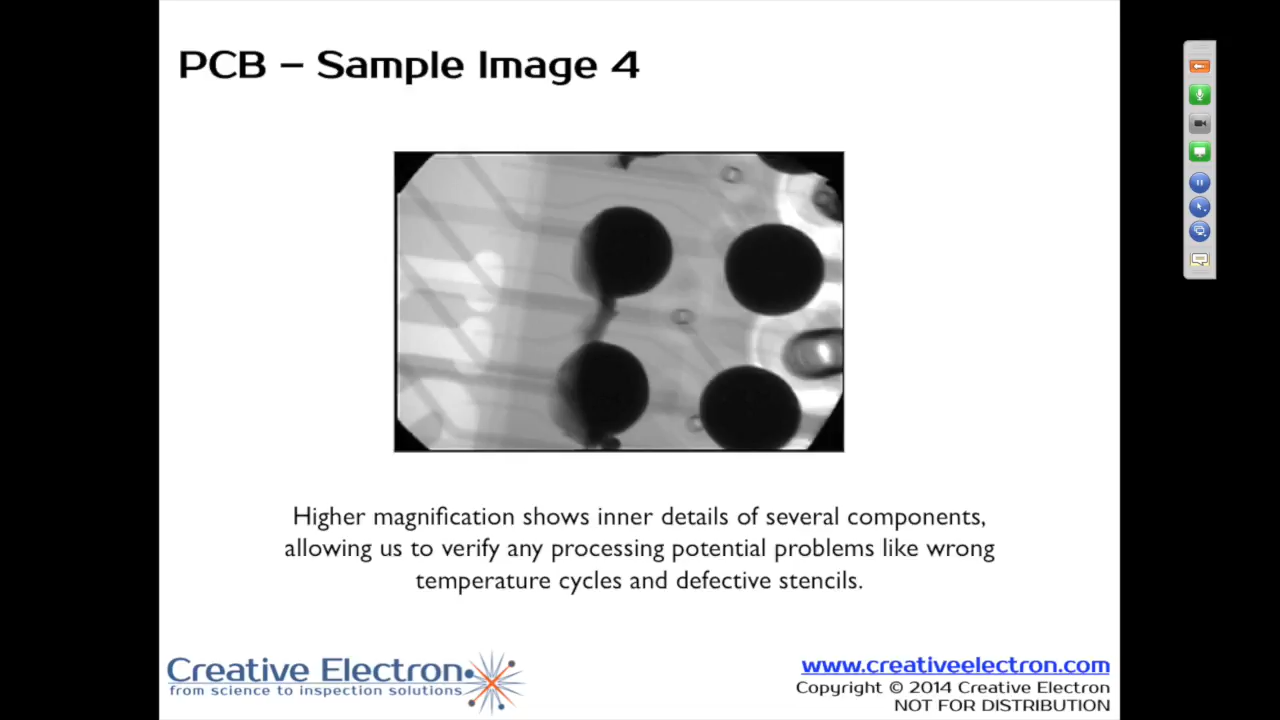 PCB – Sample Image 4
Higher magnification shows inner details of several components,
allowing us to verify any processing potential problems like wrong
temperature cycles and defective stencils.
Creative Electron
from science to inspection solutions
www.creativeelectron.com
Copyright © 2014 Creative Electron
NOT FOR DISTRIBUTION